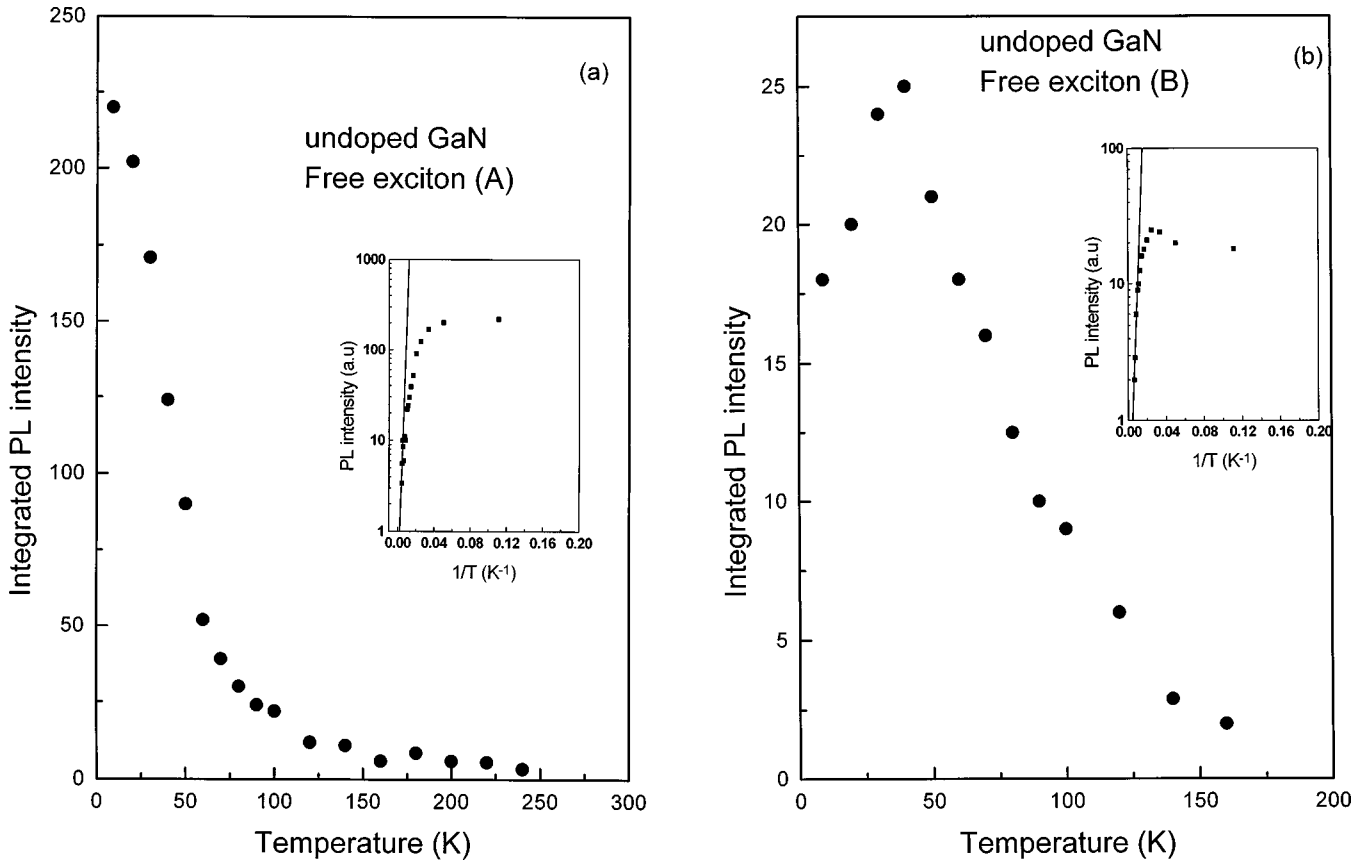 250
200
150
100
50
0
0 50 100 150 200 250 300
Integrated PL intensity
Temperature (K)
(a)
undoped GaN
Free exciton (A)
1000
100
10
1
0.00 0.04 0.08 0.12 0.16 0.20
PL intensity (a.u)
1/T (K-1)
25
20
15
10
5
0
0 50 100 150 200
Integrated PL intensity
Temperature (K)
undoped GaN
Free exciton (B)
(b)
100
10
1
0.00 0.04 0.08 0.12 0.16 0.20
PL intensity (a.u)
1/T (K-1)